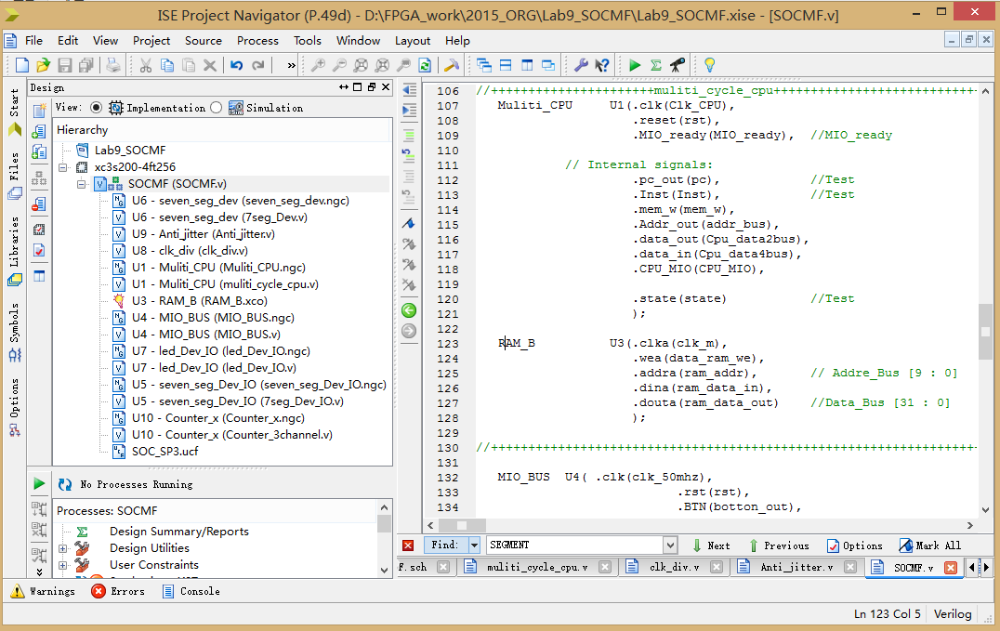 ISE Project Navigator (P.49d) - D:\FPGA_work\2015_ORG\Lab9_SOCMF\Lab9_SOCMF.xise - [SOCMF.v]
File Edit View Project Source Process Tools Window Layout Help
Start
Files
Libraries
Symbols
Options
Design
View: Implementation Simulation
Hierarchy
Lab9_SOCMF
xc3s200-4ft256
SOCMF (SOCMF.v)
U6 - seven_seg_dev (seven_seg_dev.ngc)
U6 - seven_seg_dev (7seg_Dev.v)
U9 - Anti_jitter (Anti_jitter.v)
U8 - clk_div (clk_div.v)
U1 - Muliti_CPU (Muliti_CPU.ngc)
U1 - Muliti_CPU (muliti_cycle_cpu.v)
U3 - RAM_B (RAM_B.xco)
U4 - MIO_BUS (MIO_BUS.ngc)
U4 - MIO_BUS (MIO_BUS.v)
U7 - led_Dev_IO (led_Dev_IO.ngc)
U7 - led_Dev_IO (led_Dev_IO.v)
U5 - seven_seg_Dev_IO (seven_seg_Dev_IO.ngc)
U5 - seven_seg_Dev_IO (7seg_Dev_IO.v)
U10 - Counter_x (Counter_x.ngc)
U10 - Counter_x (Counter_3channel.v)
SOC_SP3.ucf
No Processes Running
Processes: SOCMF
Design Summary/Reports
Design Utilities
User Constraints
106 //++++++++++++++++++++++muliti_cycle_cpu+++++++++++++++++++++++++++
107 Muliti_CPU U1(.clk(Clk_CPU),
108 .reset(rst),
109 .MIO_ready(MIO_ready), //MIO_ready
110
111 // Internal signals:
112 .pc_out(pc), //Test
113 .Inst(Inst), //Test
114 .mem_w(mem_w),
115 .Addr_out(addr_bus),
116 .data_out(Cpu_data2bus),
117 .data_in(Cpu_data4bus),
118 .CPU_MIO(CPU_MIO),
119
120 .state(state) //Test
121 );
122
123 RAM_B U3(.clka(clk_m),
124 .wea(data_ram_we),
125 .addra(ram_addr), // Addre_Bus [9 : 0]
126 .dina(ram_data_in),
127 .douta(ram_data_out) //Data_Bus [31 : 0]
128 );
129
130 //+++++++++++++++++++++++++++++++++++++++++++++++++++++++++++++++++
131
132 MIO_BUS U4( .clk(clk_50mhz),
133 .rst(rst),
134 .BTN(botton_out),
Find: SEGMENT Next Previous Options Mark All
F.sch muliti_cycle_cpu.v clk_div.v Anti_jitter.v SOCMF.v
Warnings Errors Console
Ln 123 Col 5 Verilog